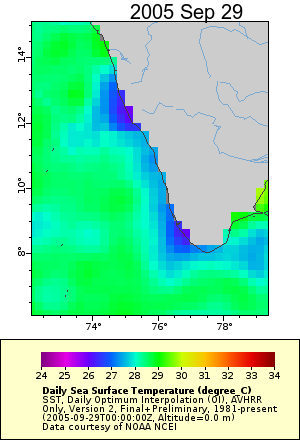 2005 Sep 29
14°
12°
10°
8°
74°
76°
78°
24 25 26 27 28 29 30 31 32 33 34
Daily Sea Surface Temperature (degree_C)
SST, Daily Optimum Interpolation (OI), AVHRR
Only, Version 2, Final+Preliminary, 1981-present
(2005-09-29T00:00:00Z, Altitude=0.0 m)
Data courtesy of NOAA NCEI